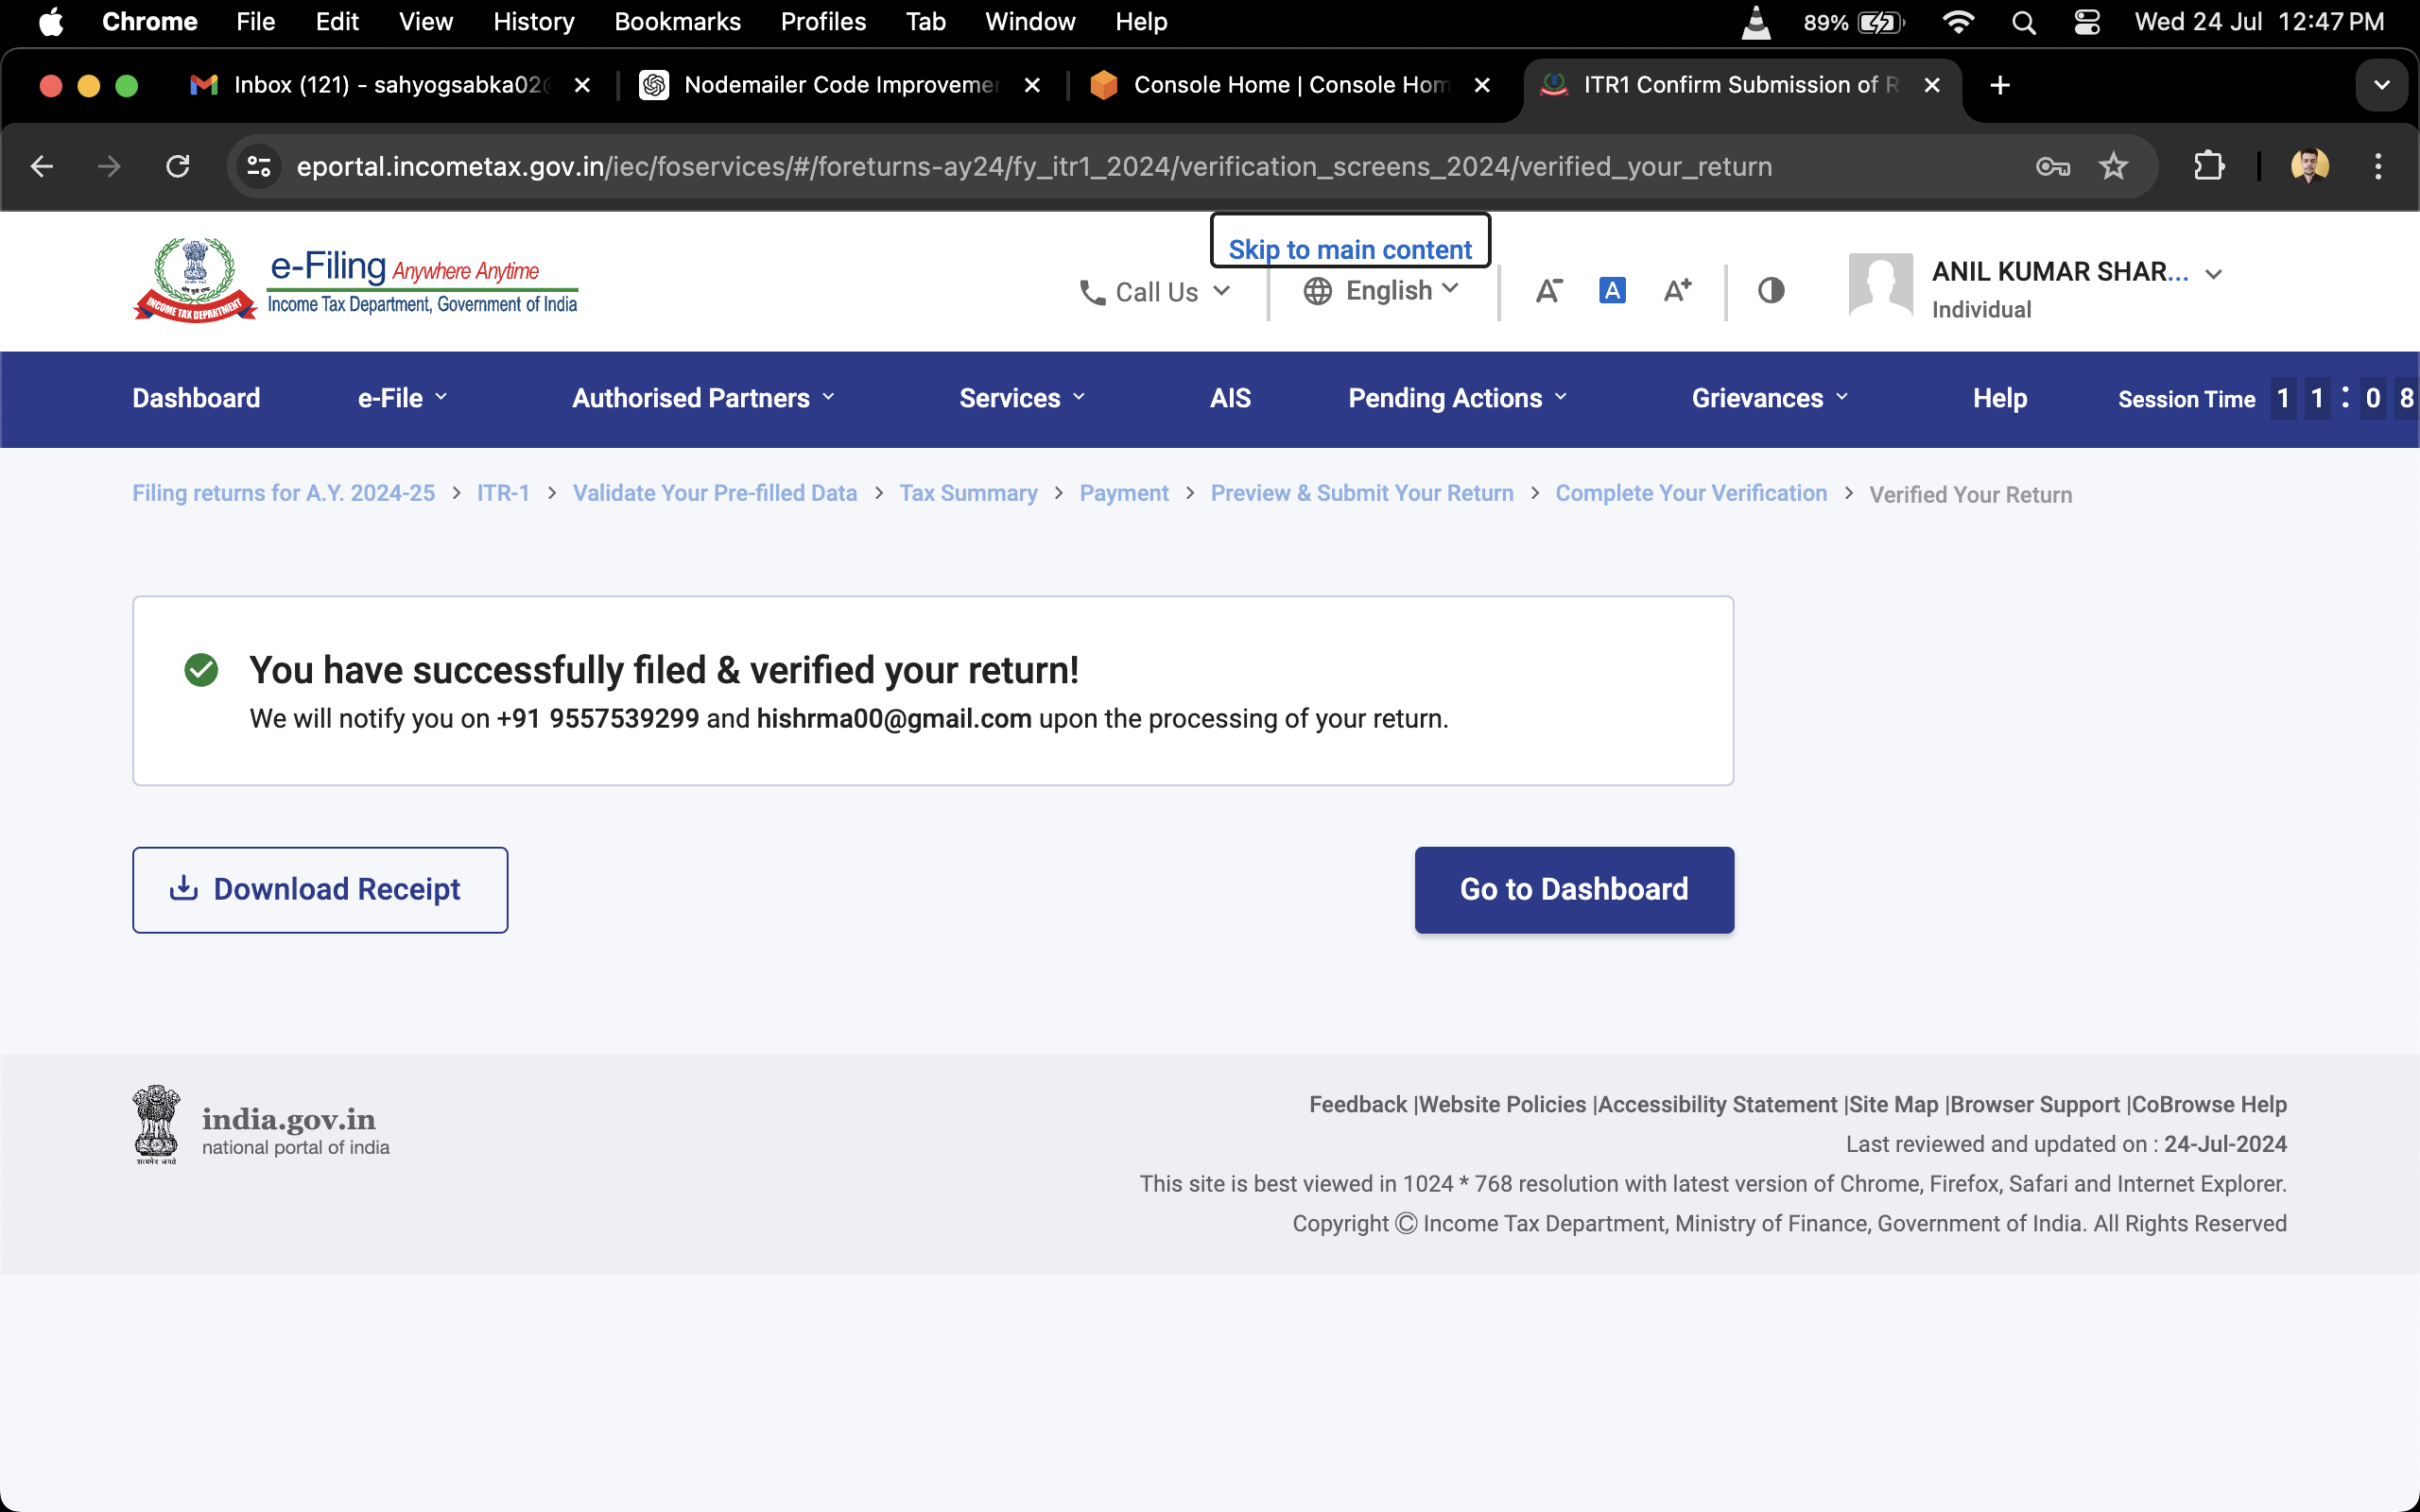 Chrome File Edit View History Bookmarks Profiles Tab Window Help 89% Wed 24 Jul 12:47 PM
Inbox (121) - sahyogsabka02 Nodemailer Code Improvemen Console Home | Console Hom ITR1 Confirm Submission of R
eportal.incometax.gov.in/iec/foservices/#/foreturns-ay24/fy_itr1_2024/verification_screens_2024/verified_your_return
Skip to main content
e-Filing Anywhere Anytime
Income Tax Department, Government of India
INCOME TAX DEPARTMENT
Call Us English A- A A+ ANIL KUMAR SHAR...
Individual
Dashboard e-File Authorised Partners Services AIS Pending Actions Grievances Help Session Time 1 1 : 0 8
Filing returns for A.Y. 2024-25 > ITR-1 > Validate Your Pre-filled Data > Tax Summary > Payment > Preview & Submit Your Return > Complete Your Verification > Verified Your Return
You have successfully filed & verified your return!
We will notify you on +91 9557539299 and hishrma00@gmail.com upon the processing of your return.
Download Receipt Go to Dashboard
india.gov.in
national portal of india
सत्यमेव जयते
Feedback |Website Policies |Accessibility Statement |Site Map |Browser Support |CoBrowse Help
Last reviewed and updated on : 24-Jul-2024
This site is best viewed in 1024 * 768 resolution with latest version of Chrome, Firefox, Safari and Internet Explorer.
Copyright © Income Tax Department, Ministry of Finance, Government of India. All Rights Reserved